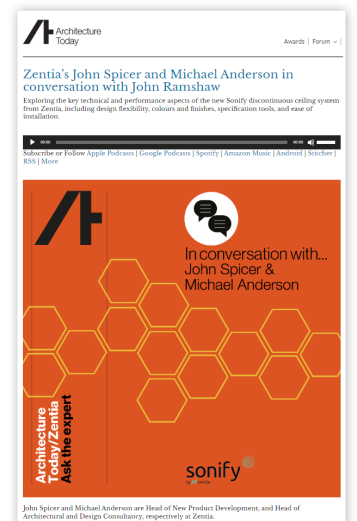 Architecture
Today
Awards | Forum
Zentia's John Spicer and Michael Anderson in
conversation with John Ramshaw
Exploring the key technical and performance aspects of the new Sonify discontinuous ceiling system
from Zentia, including design flexibility, colours and finishes, specification tools, and ease of
installation.
00:00
00:00
Subscribe or Follow Apple Podcasts | Google Podcasts | Spotify | Amazon Music | Android | Stitcher |
RSS | More
In conversation with...
John Spicer &
Michael Anderson
Architecture
Today/Zentia
Ask the expert
sonify
by zentia
John Spicer and Michael Anderson are Head of New Product Development, and Head of
Architectural and Design Consultancy, respectively at Zentia.